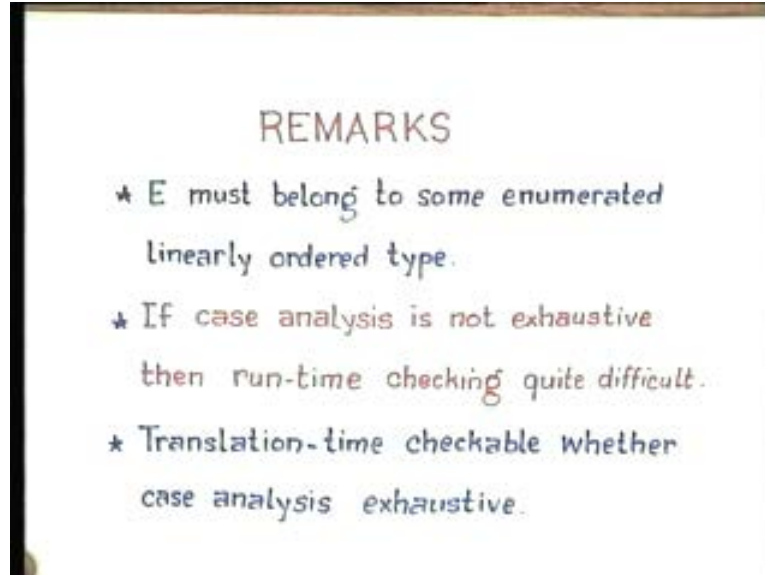 REMARKS
* E must belong to some enumerated
linearly ordered type.
* If case analysis is not exhaustive
then run-time checking quite difficult.
* Translation-time checkable whether
case analysis exhaustive.